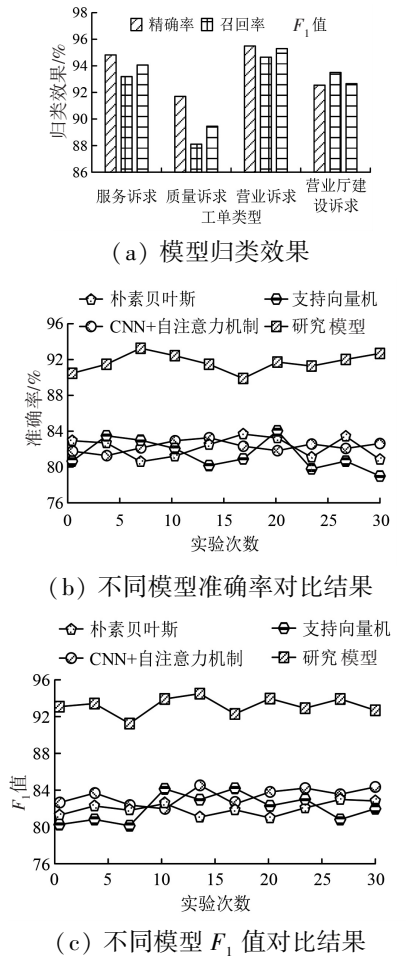 精确率 召回率 F1值
归类效果/%
96
94
92
90
88
86
服务诉求 质量诉求 营业诉求 营业厅建设诉求
工单类型
(a) 模型归类效果
朴素贝叶斯 支持向量机
CNN+自注意力机制 研究模型
准确率/%
96
92
88
84
80
76
0 5 10 15 20 25 30
实验次数
(b) 不同模型准确率对比结果
朴素贝叶斯 支持向量机
CNN+自注意力机制 研究模型
F1值
96
92
88
84
80
76
0 5 10 15 20 25 30
实验次数
(c) 不同模型 F1 值对比结果